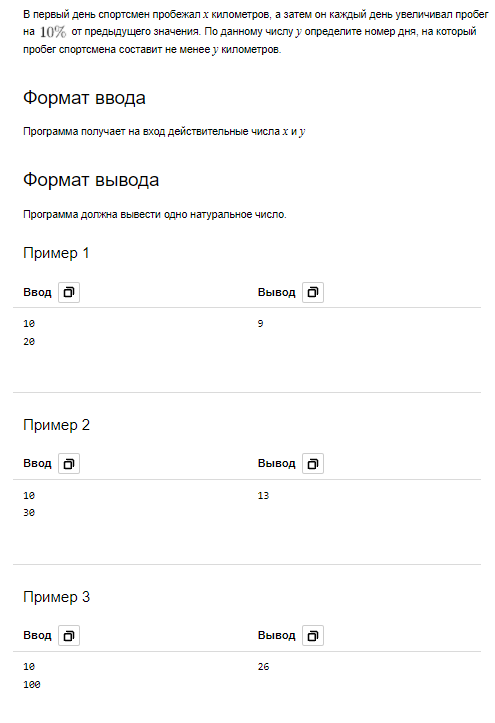 В первый день спортсмен пробежал x километров, а затем он каждый день увеличивал пробег
на 10% от предыдущего значения. По данному числу y определите номер дня, на который
пробег спортсмена составит не менее y километров.
Формат ввода
Программа получает на вход действительные числа x и y
Формат вывода
Программа должна вывести одно натуральное число.
Пример 1
Ввод Вывод
10 9
20
Пример 2
Ввод Вывод
10 13
30
Пример 3
Ввод Вывод
10 26
100